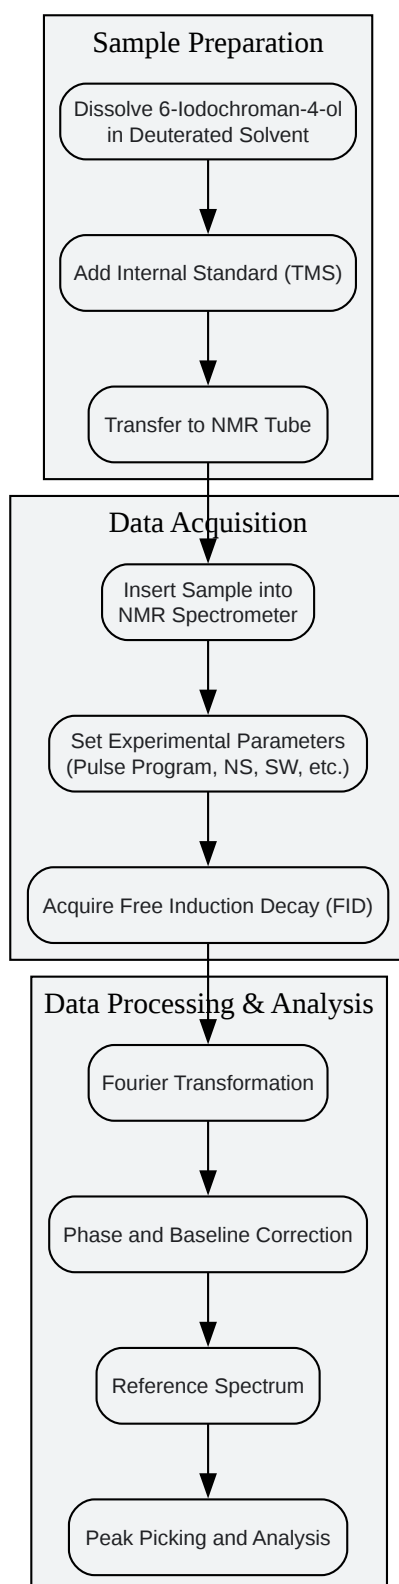 Sample Preparation
Dissolve 6-Iodochroman-4-ol
in Deuterated Solvent
Add Internal Standard (TMS)
Transfer to NMR Tube
Data Acquisition
Insert Sample into
NMR Spectrometer
Set Experimental Parameters
(Pulse Program, NS, SW, etc.)
Acquire Free Induction Decay (FID)
Data Processing & Analysis
Fourier Transformation
Phase and Baseline Correction
Reference Spectrum
Peak Picking and Analysis